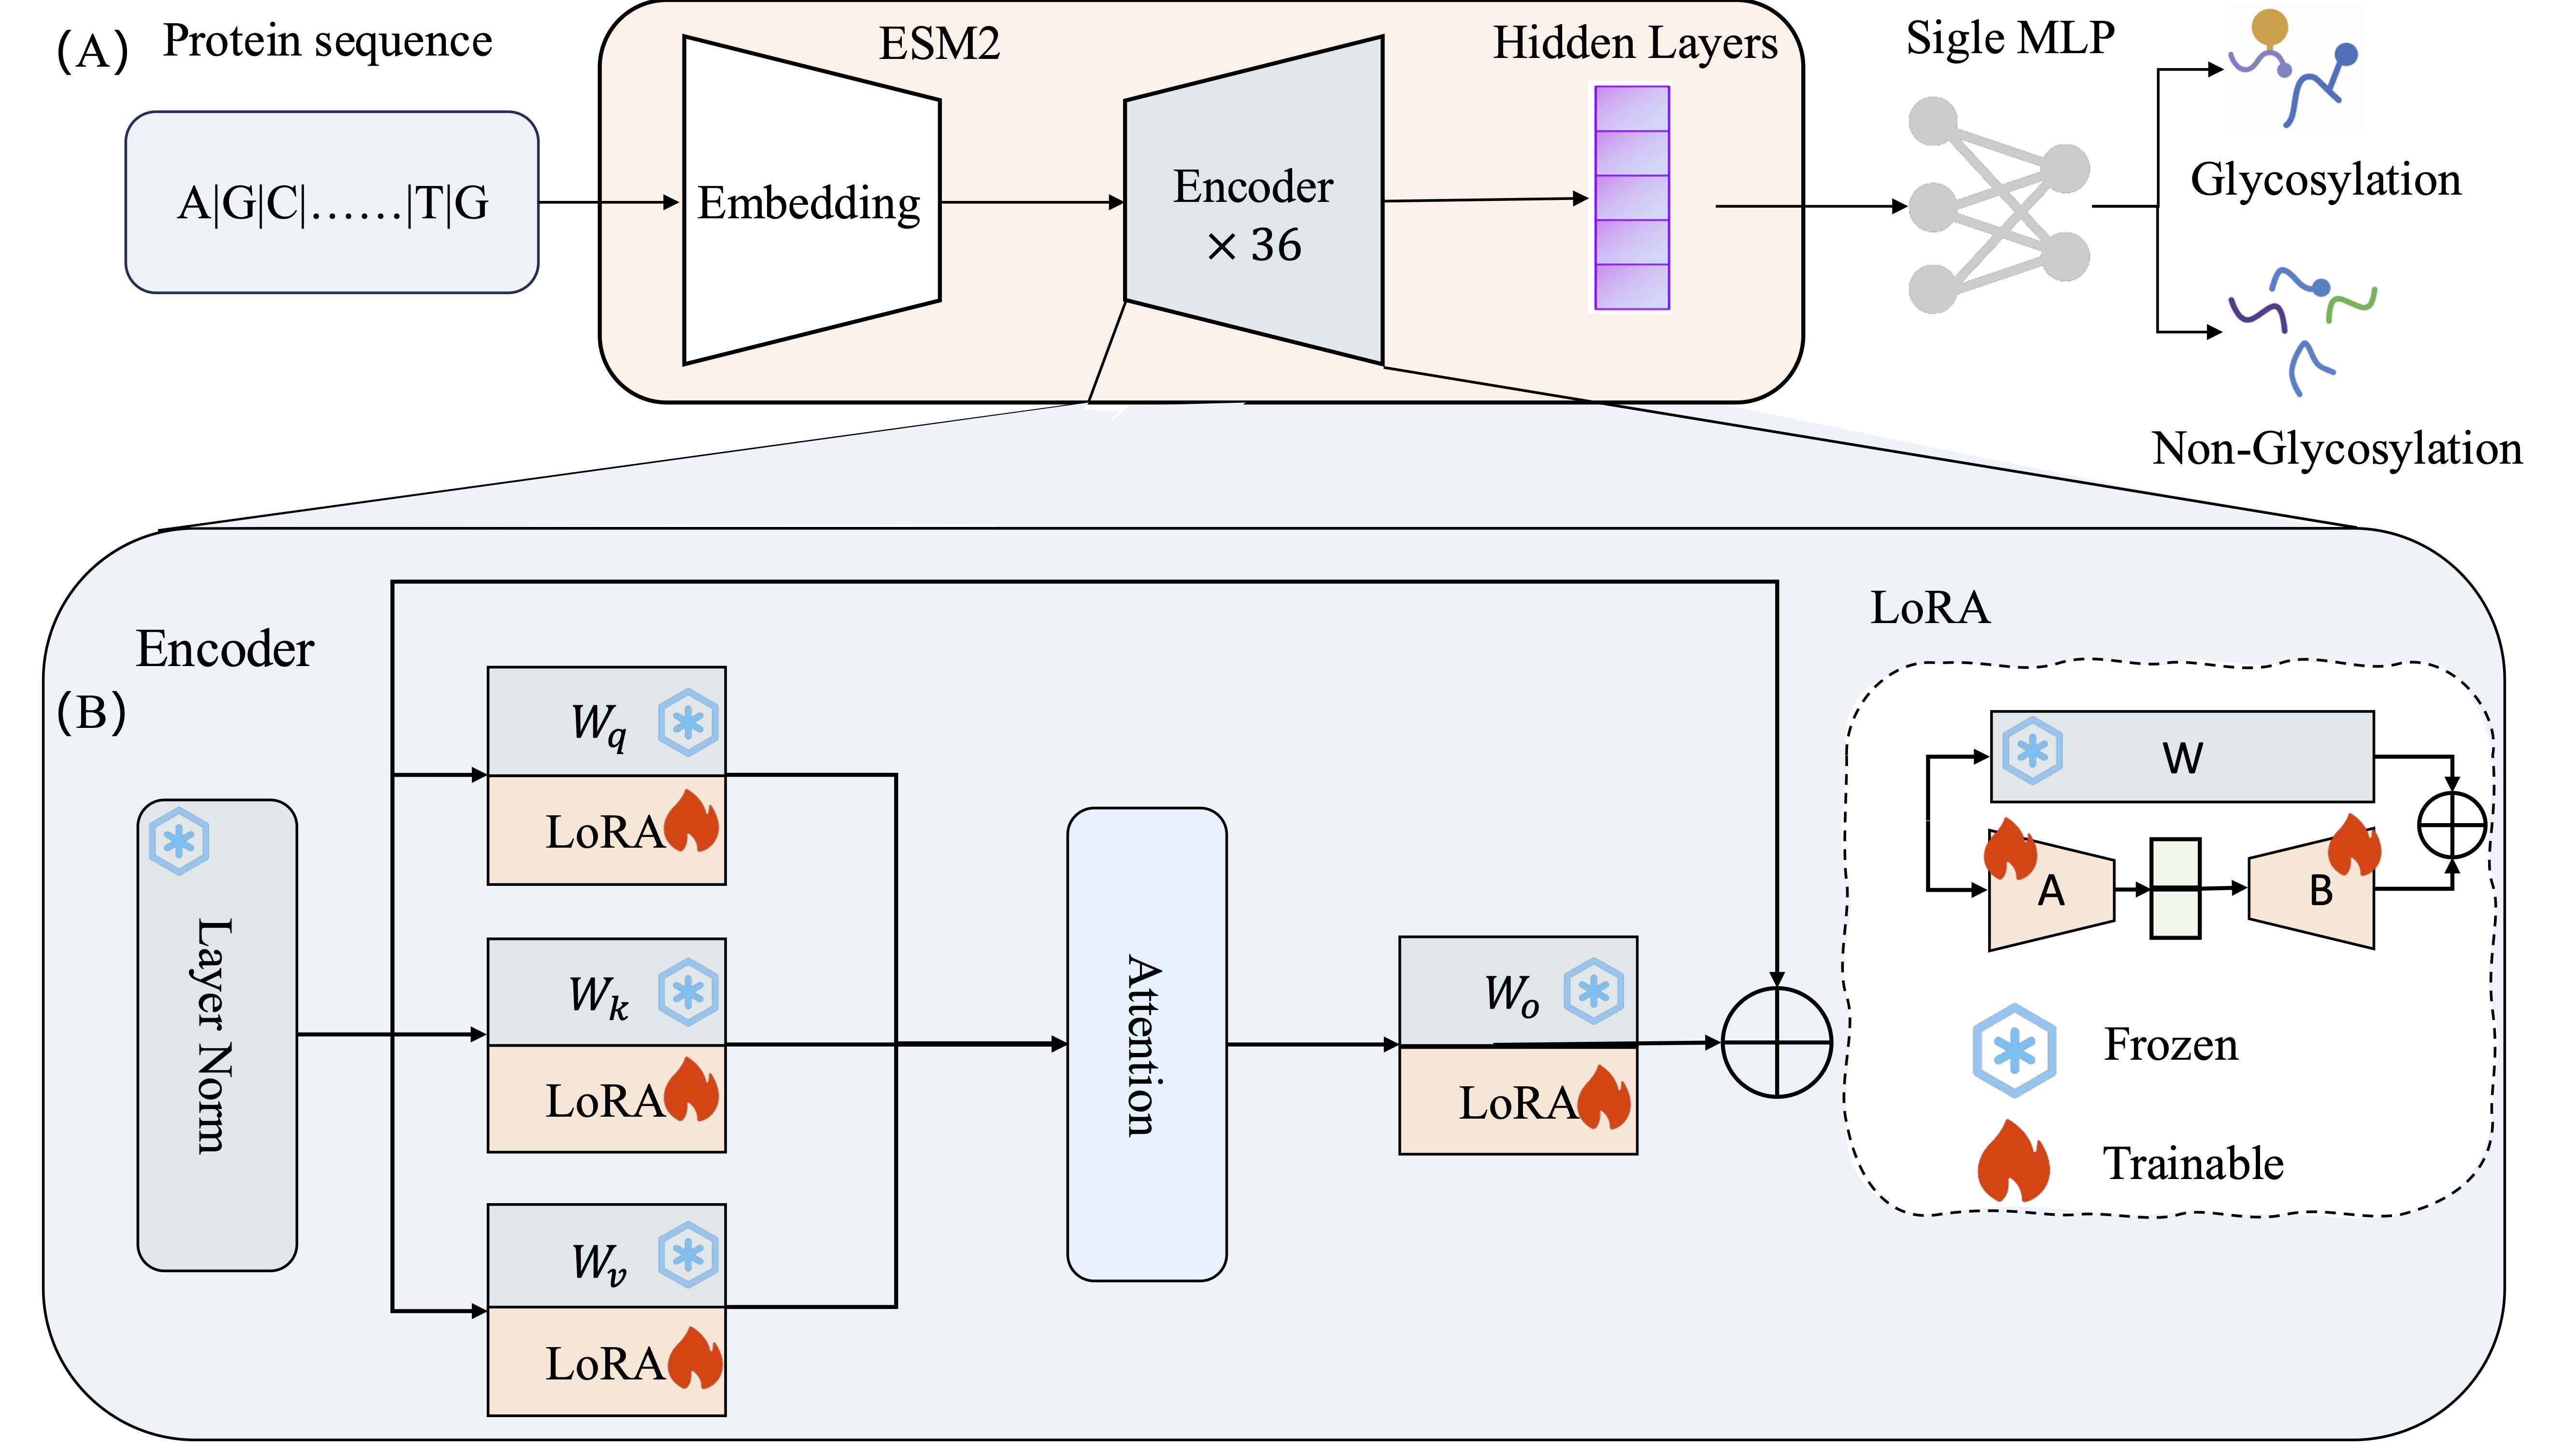 (A)
Protein sequence
A|G|C|……|T|G
ESM2
Embedding
Encoder
× 36
Hidden Layers
Sigle MLP
Glycosylation
Non-Glycosylation
Encoder
(B)
Layer Norm
W_q
LoRA
W_k
LoRA
W_v
LoRA
Attention
W_o
LoRA
LoRA
W
A
B
Frozen
Trainable